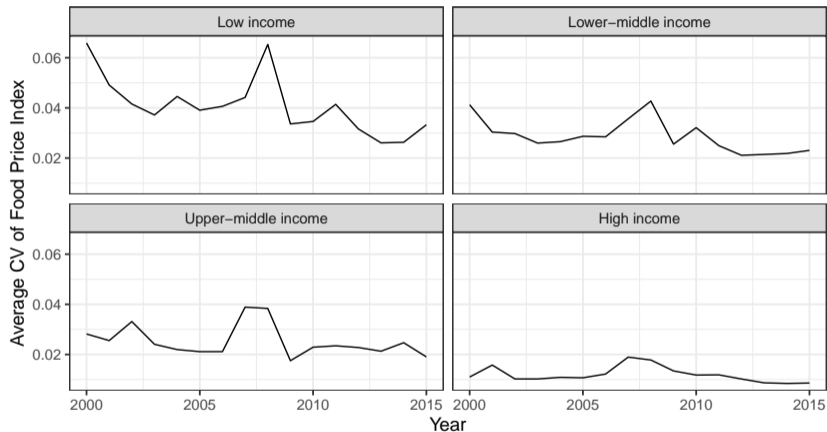 Low income
Lower−middle income
0.06
0.04
0.02
Upper−middle income
High income
0.06
0.04
0.02
2000
2005
2010
2015
2000
2005
2010
2015
Year
Average CV of Food Price Index